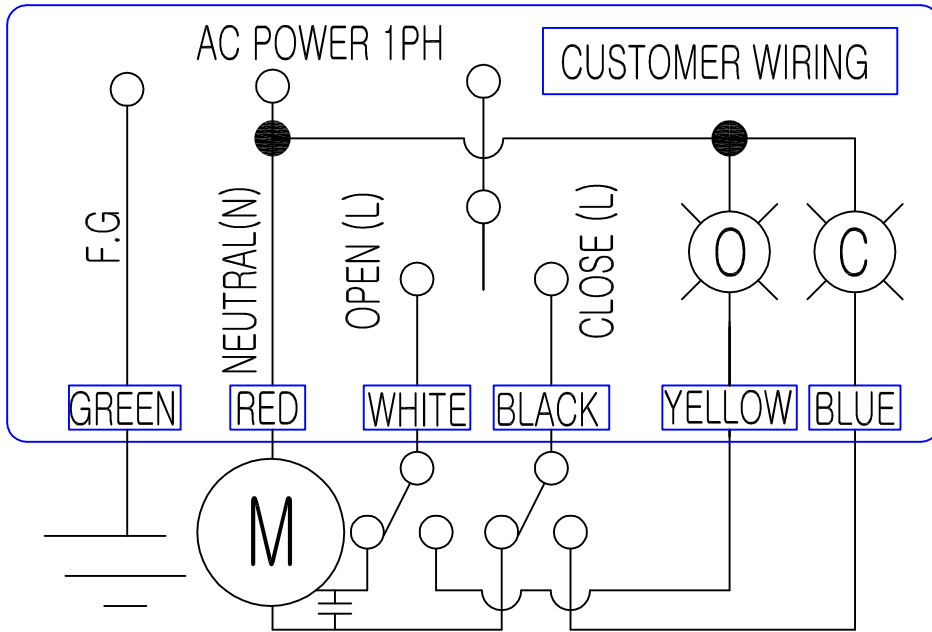 AC POWER 1PH
CUSTOMER WIRING
F.G
NEUTRAL(N)
OPEN (L)
CLOSE (L)
O
C
GREEN
RED
WHITE
BLACK
YELLOW
BLUE
M